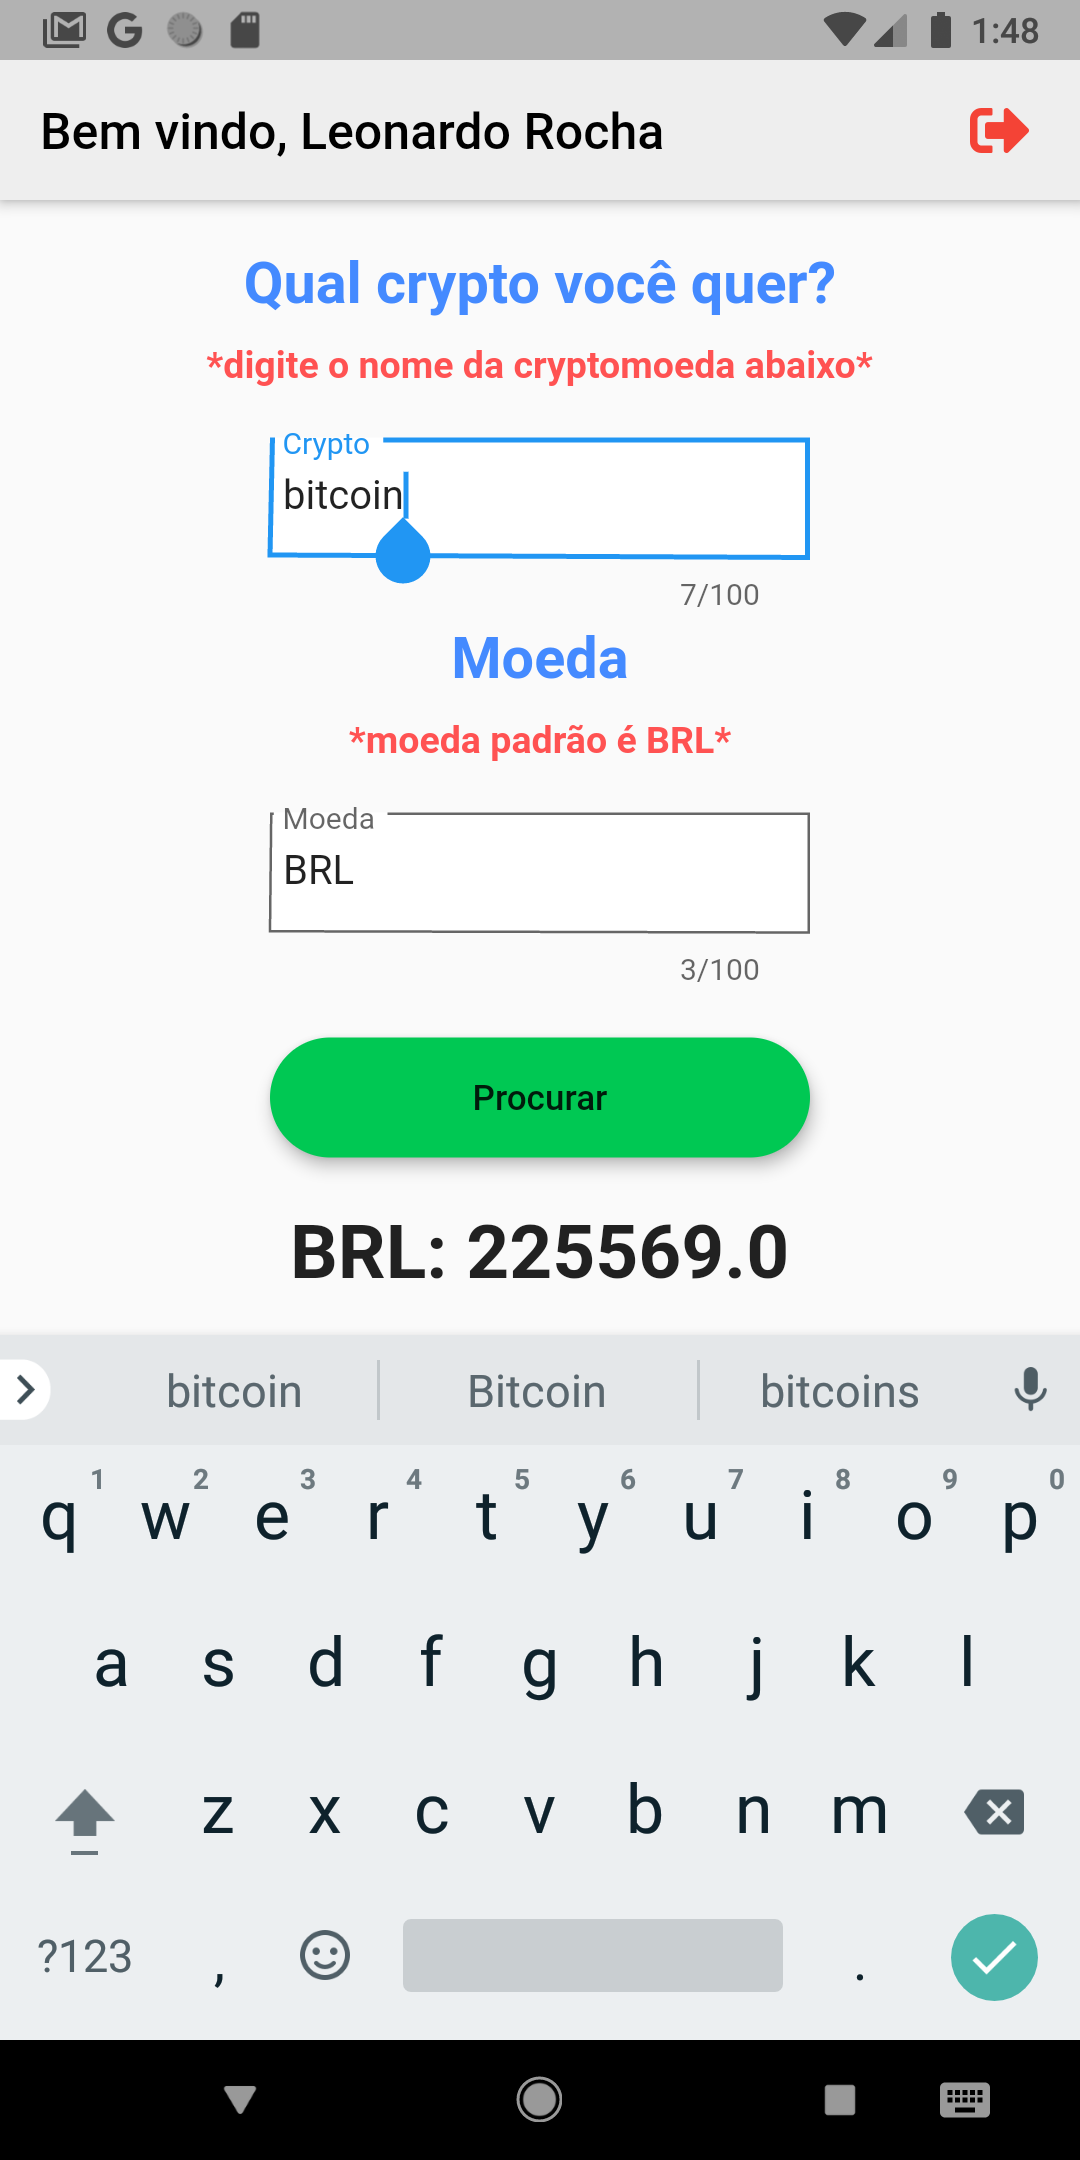 1:48
Bem vindo, Leonardo Rocha
Qual crypto você quer?
*digite o nome da cryptomoeda abaixo*
Crypto
bitcoin
7/100
Moeda
*moeda padrão é BRL*
Moeda
BRL
3/100
Procurar
BRL: 225569.0
bitcoin Bitcoin bitcoins
1 2 3 4 5 6 7 8 9 0
q w e r t y u i o p
a s d f g h j k l
z x c v b n m
?123 , .